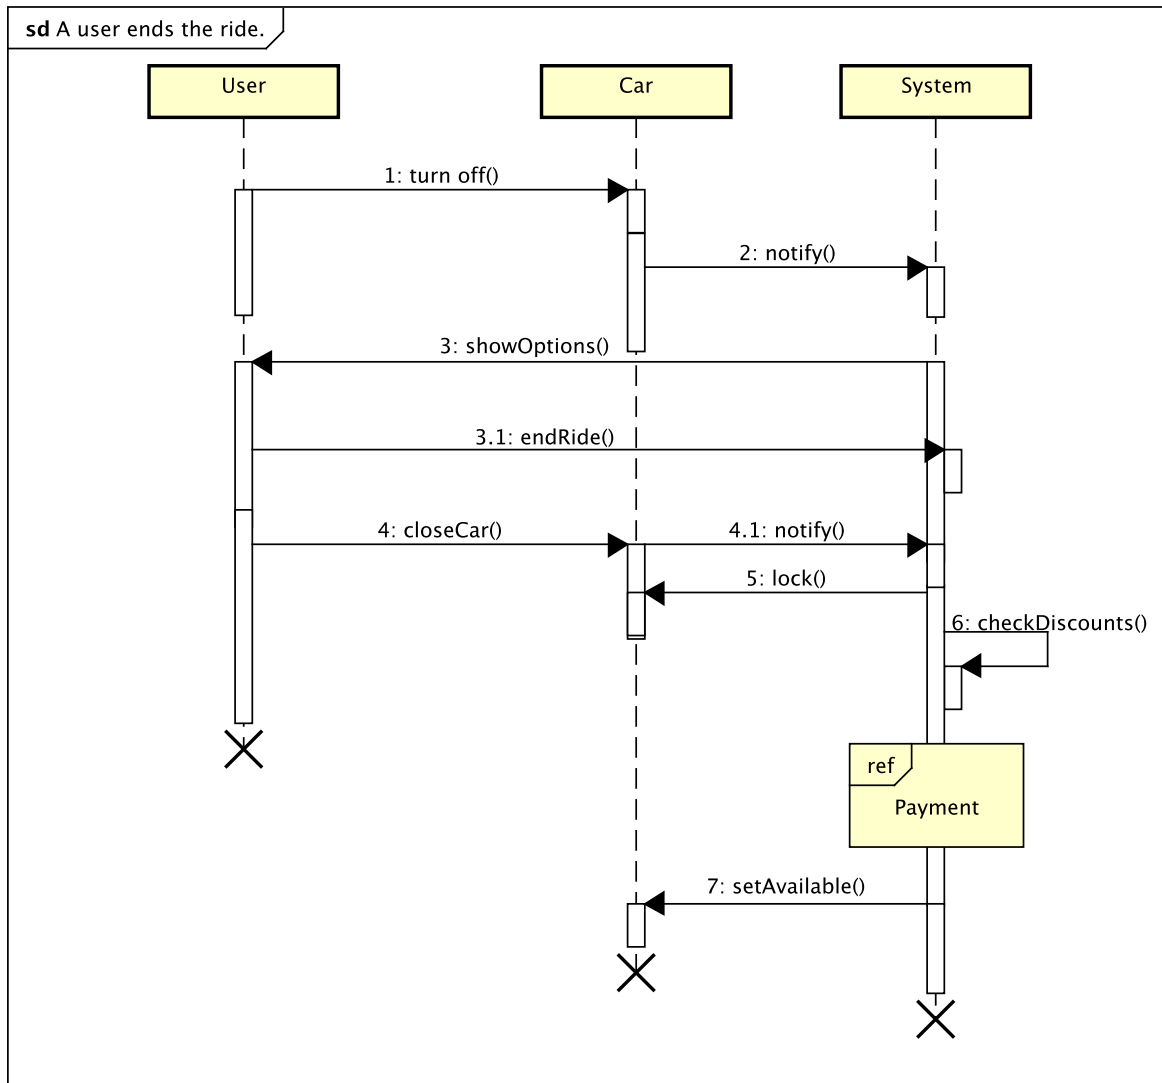 sd A user ends the ride.
User
Car
System
1: turn off()
2: notify()
3: showOptions()
3.1: endRide()
4: closeCar()
4.1: notify()
5: lock()
6: checkDiscounts()
ref
Payment
7: setAvailable()